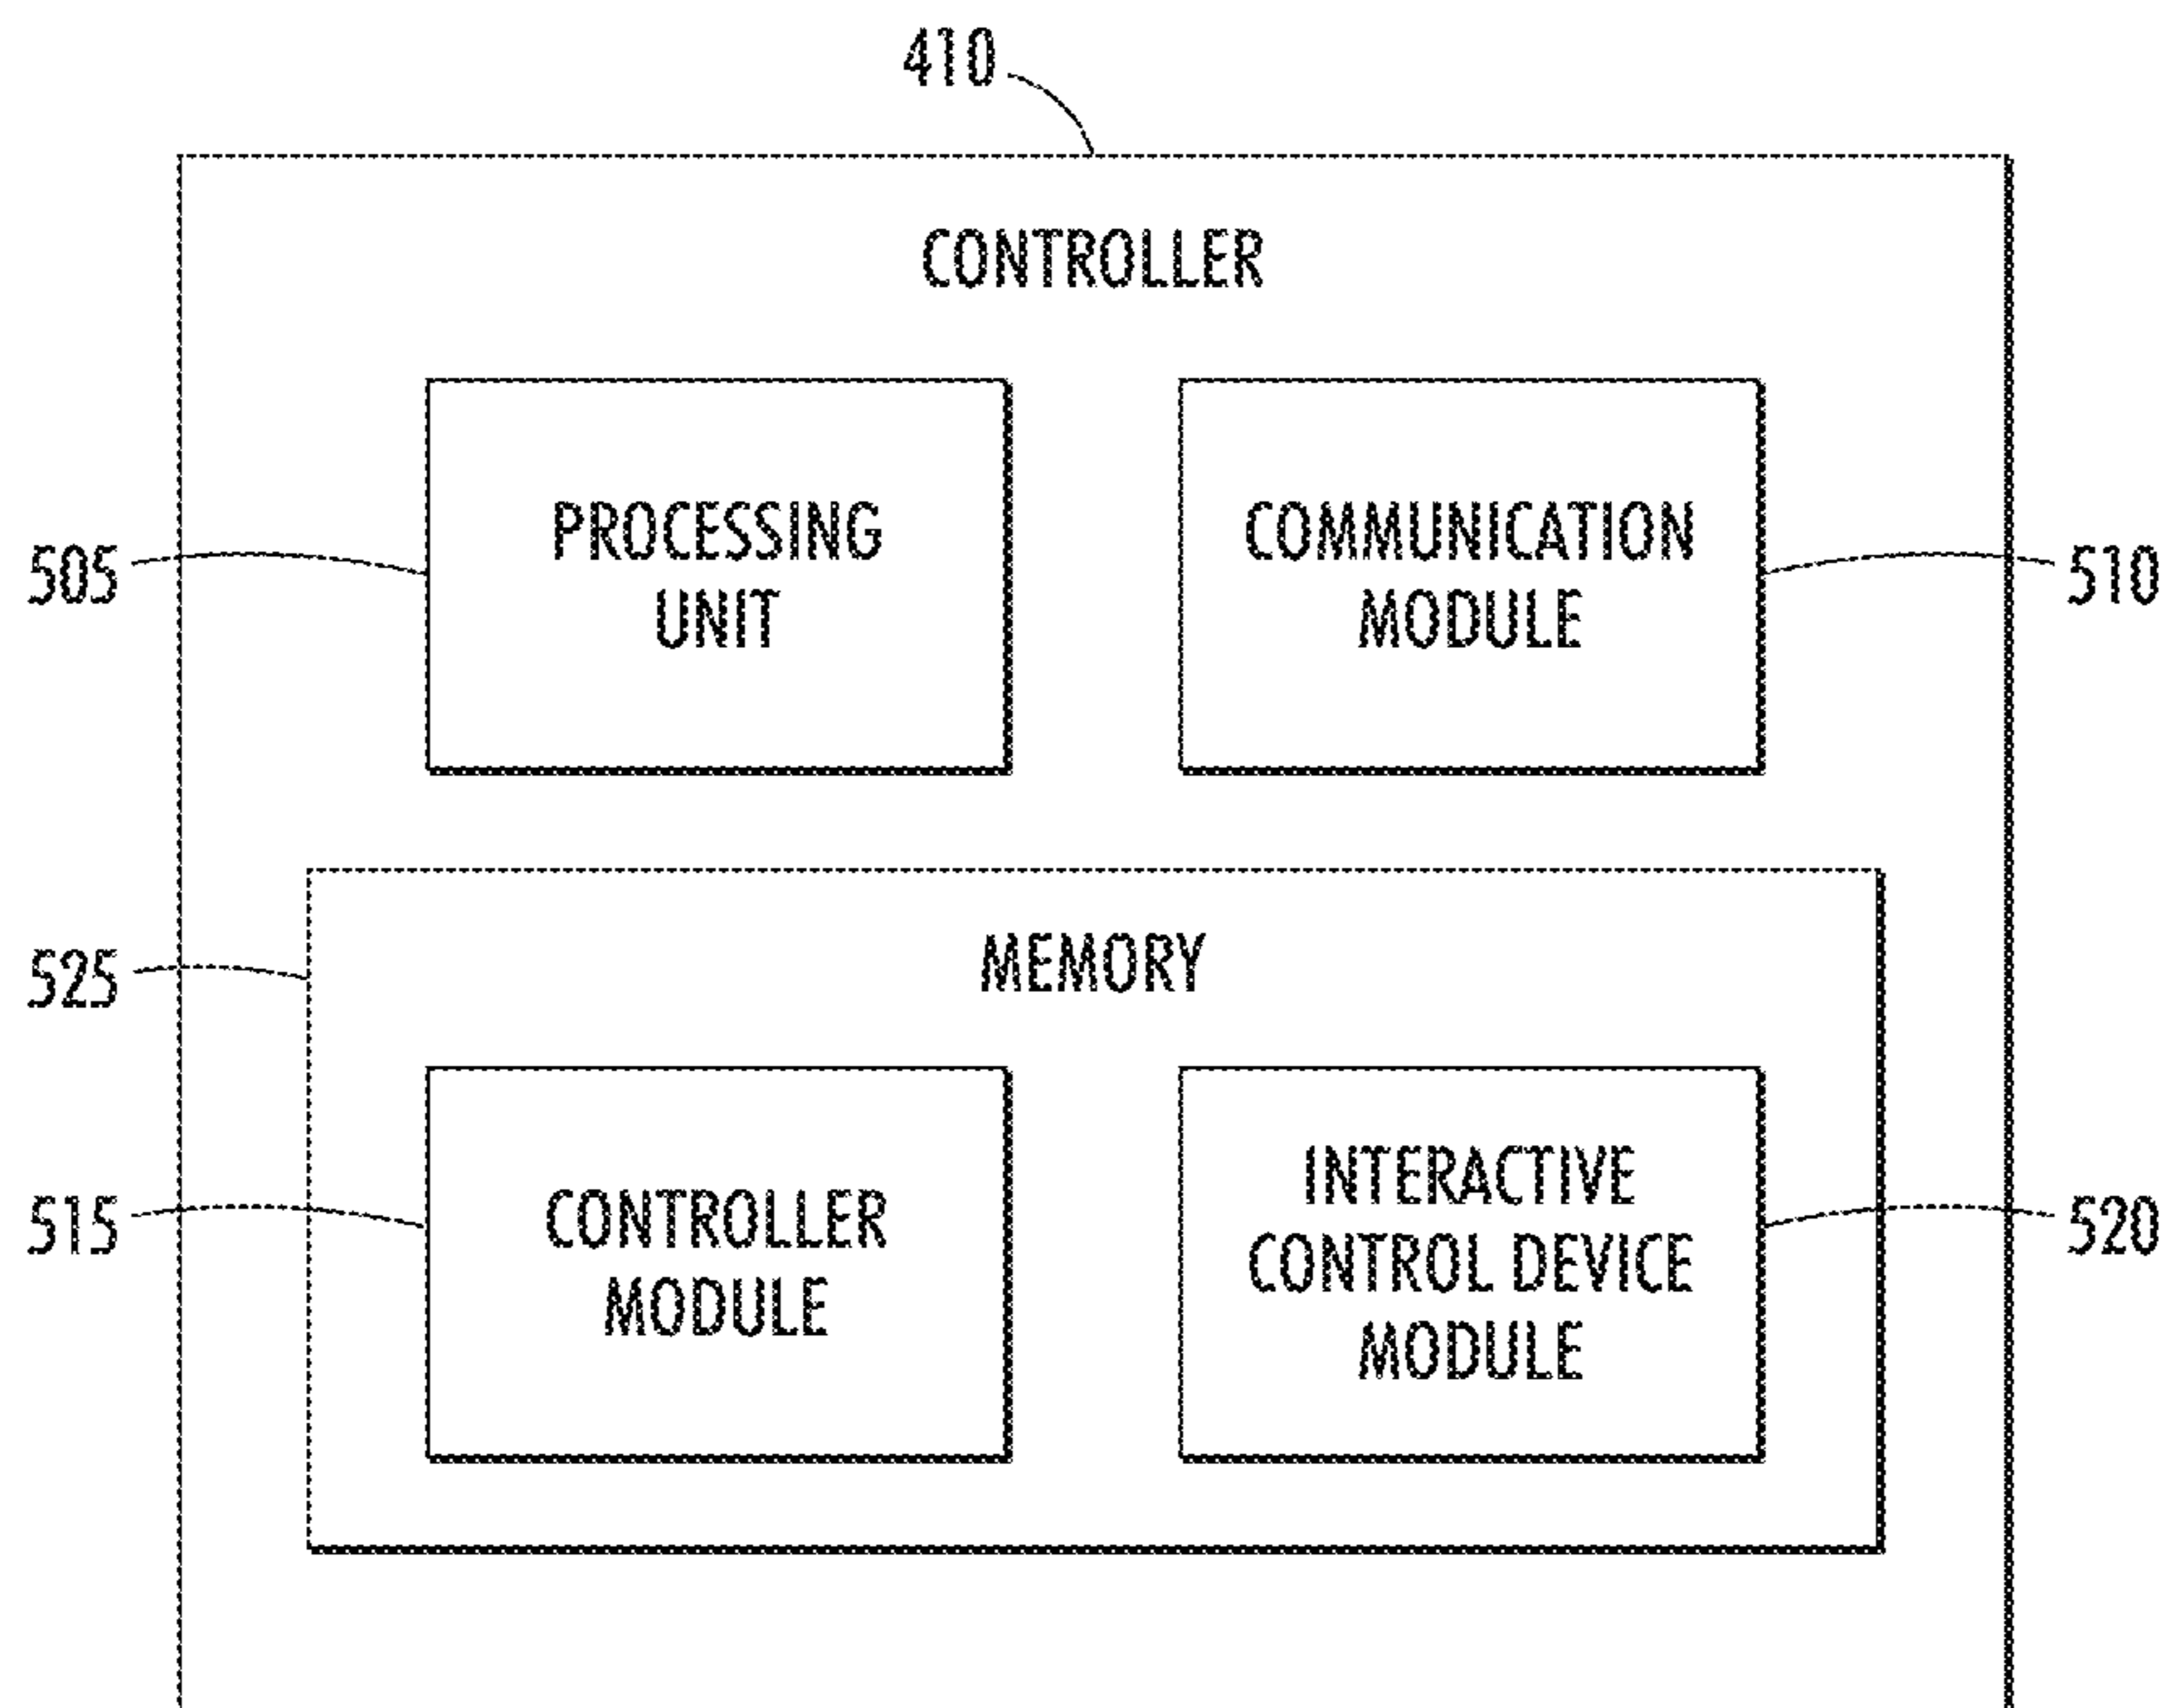 410
CONTROLLER
PROCESSING
UNIT
COMMUNICATION
MODULE
505
510
MEMORY
525
CONTROLLER
MODULE
INTERACTIVE
CONTROL DEVICE
MODULE
515
520